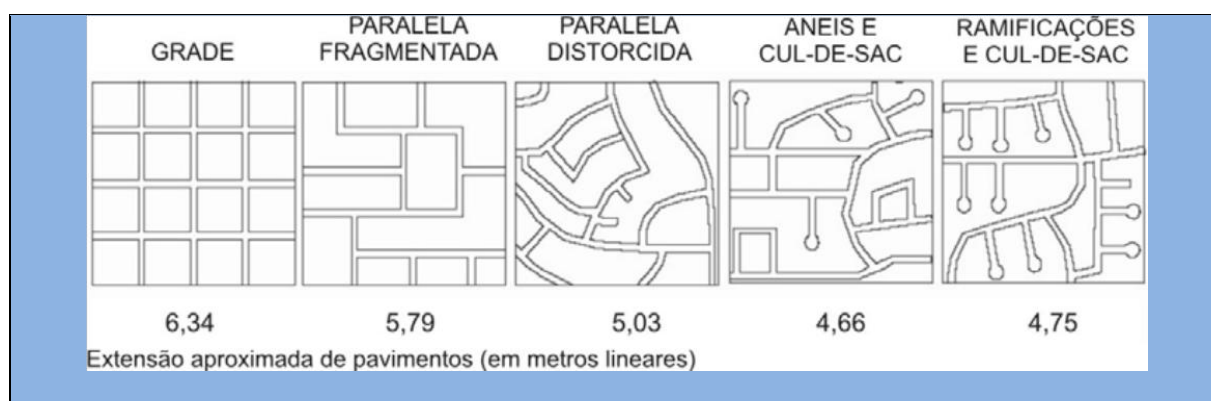 GRADE
PARALELA
FRAGMENTADA
PARALELA
DISTORCIDA
ANEIS E
CUL-DE-SAC
RAMIFICAÇÕES
E CUL-DE-SAC
6,34
5,79
5,03
4,66
4,75
Extensão aproximada de pavimentos (em metros lineares)